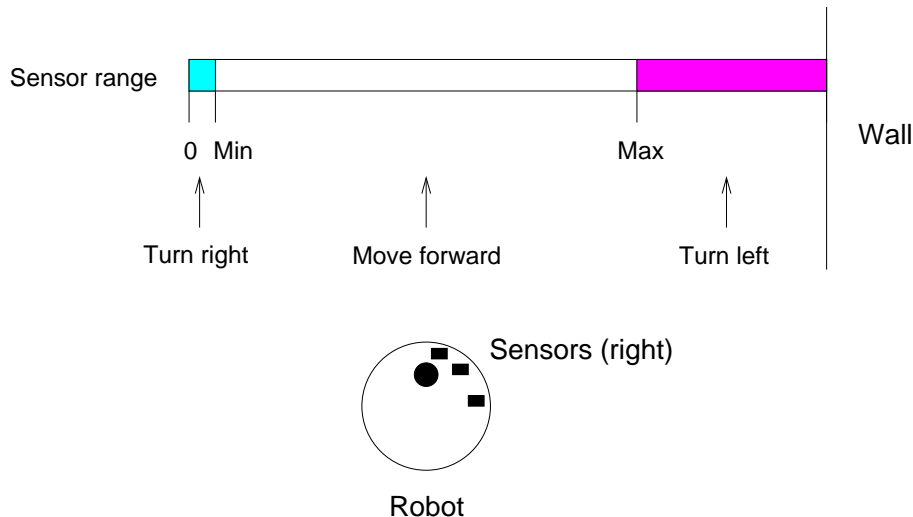 Sensor range
0 Min
Max
Wall
Turn right
Move forward
Turn left
Sensors (right)
Robot